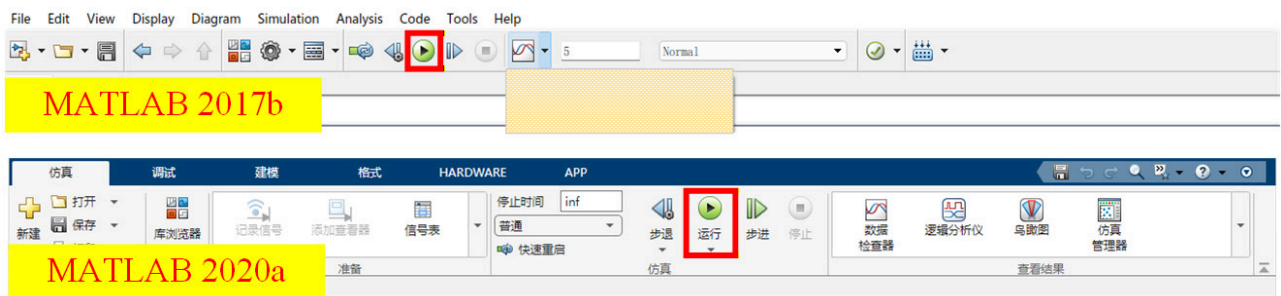 File Edit View Display Diagram Simulation Analysis Code Tools Help
5 Normal
MATLAB 2017b
仿真 调试 建模 格式 HARDWARE APP
新建
打开
保存
库浏览器
记录信号
添加查看器
信号表
准备
停止时间 inf
普通
快速重启
步退
运行
步进
停止
仿真
数据
检查器
逻辑分析仪
鸟瞰图
仿真
管理器
查看结果
MATLAB 2020a